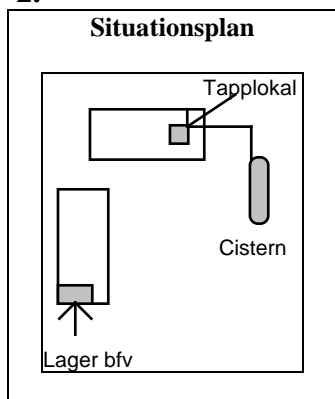 2.
Situationsplan
Tapplokal
Cistern
Lager bfv